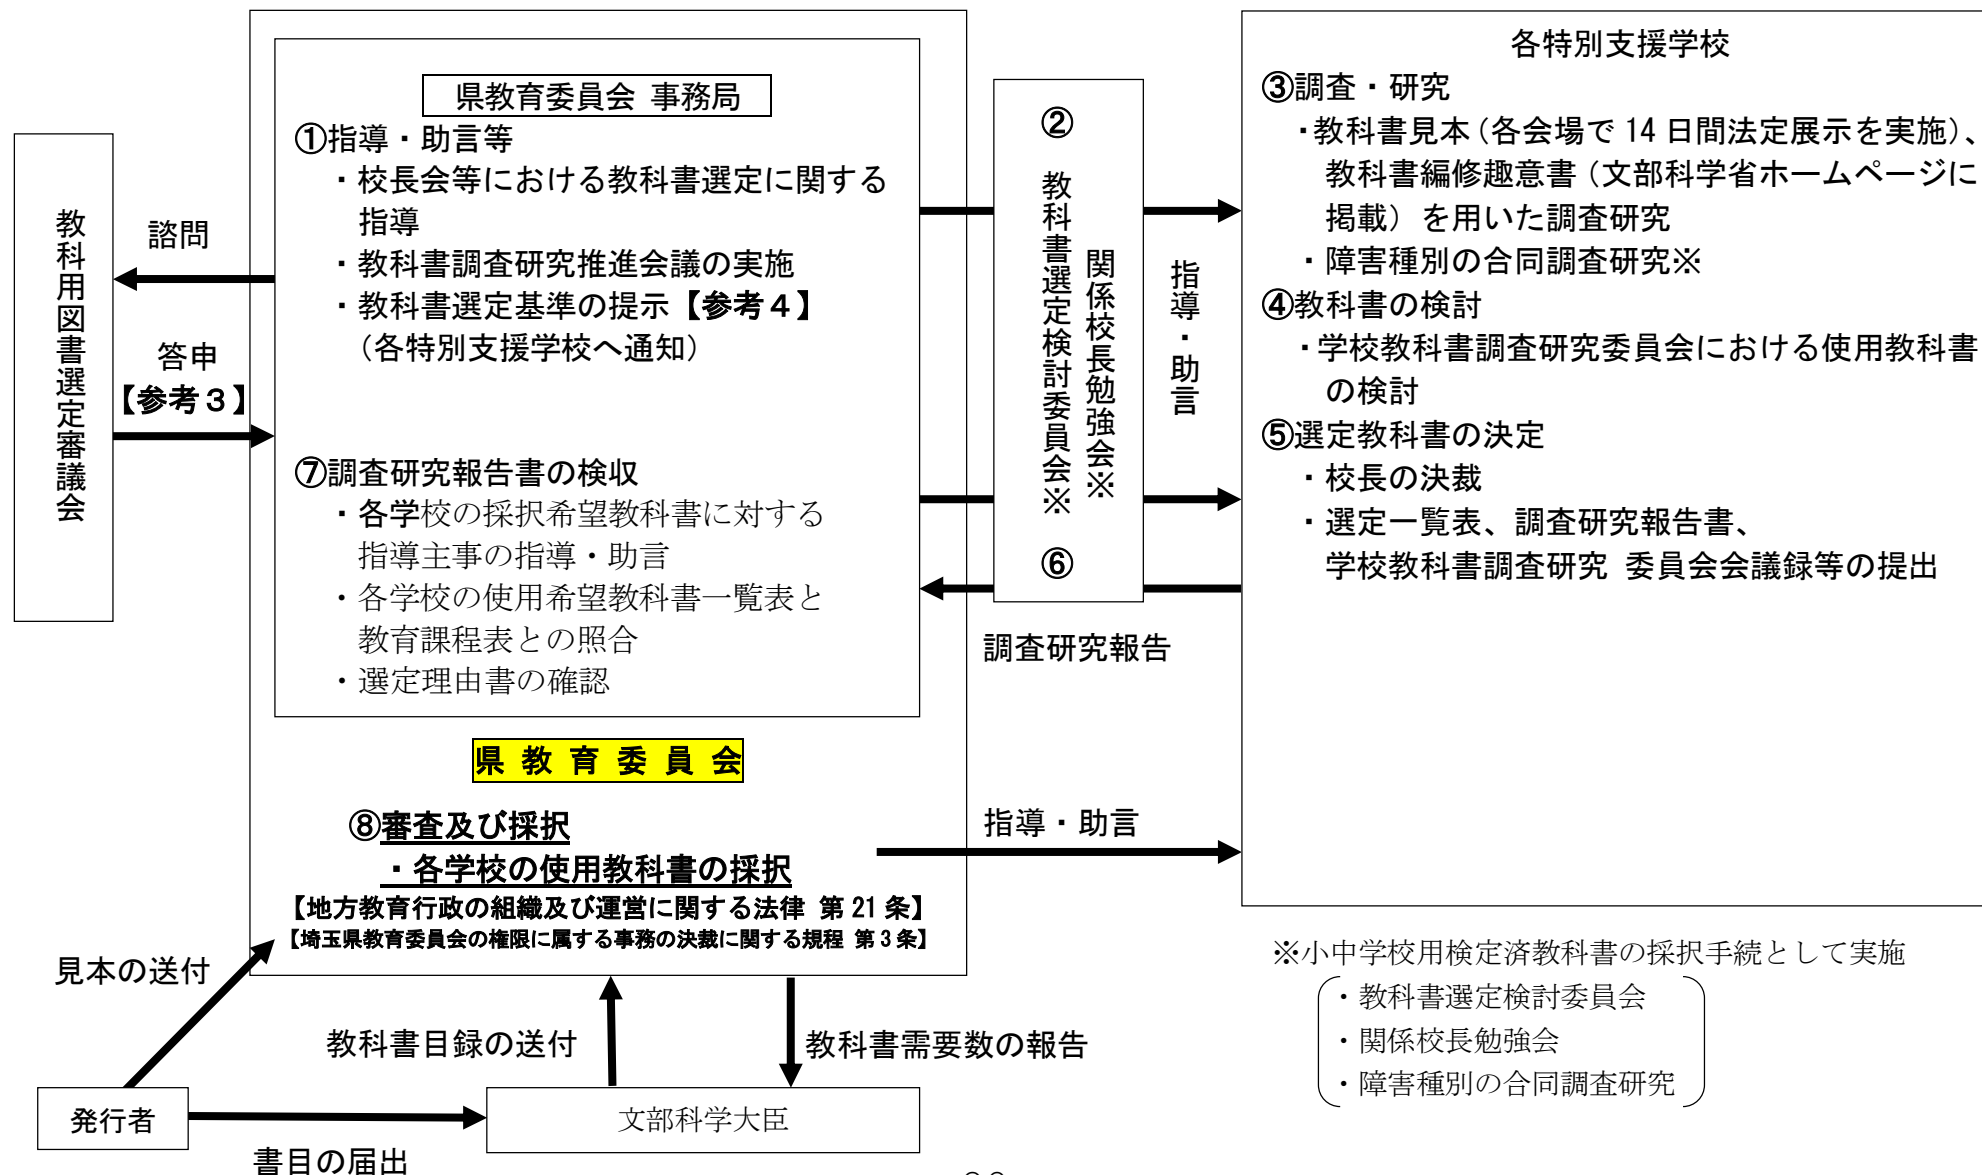 教科用図書選定審議会
諮問
答申
【参考３】
県教育委員会 事務局
①指導・助言等
・校長会等における教科書選定に関する
指導
・教科書調査研究推進会議の実施
・教科書選定基準の提示【参考４】
（各特別支援学校へ通知）
⑦調査研究報告書の検収
・各学校の採択希望教科書に対する
指導主事の指導・助言
・各学校の使用希望教科書一覧表と
教育課程表との照合
・選定理由書の確認
県 教 育 委 員 会
⑧審査及び採択
・各学校の使用教科書の採択
【地方教育行政の組織及び運営に関する法律 第 21 条】
【埼玉県教育委員会の権限に属する事務の決裁に関する規程 第 3 条】
②
関係校長勉強会※
教科書選定検討委員会※
⑥
指導・助言
調査研究報告
指導・助言
各特別支援学校
③調査・研究
・教科書見本（各会場で 14 日間法定展示を実施）、
教科書編修趣意書（文部科学省ホームページに
掲載）を用いた調査研究
・障害種別の合同調査研究※
④教科書の検討
・学校教科書調査研究委員会における使用教科書
の検討
⑤選定教科書の決定
・校長の決裁
・選定一覧表、調査研究報告書、
学校教科書調査研究 委員会会議録等の提出
※小中学校用検定済教科書の採択手続として実施
・教科書選定検討委員会
・関係校長勉強会
・障害種別の合同調査研究
見本の送付
教科書目録の送付
教科書需要数の報告
発行者
文部科学大臣
書目の届出